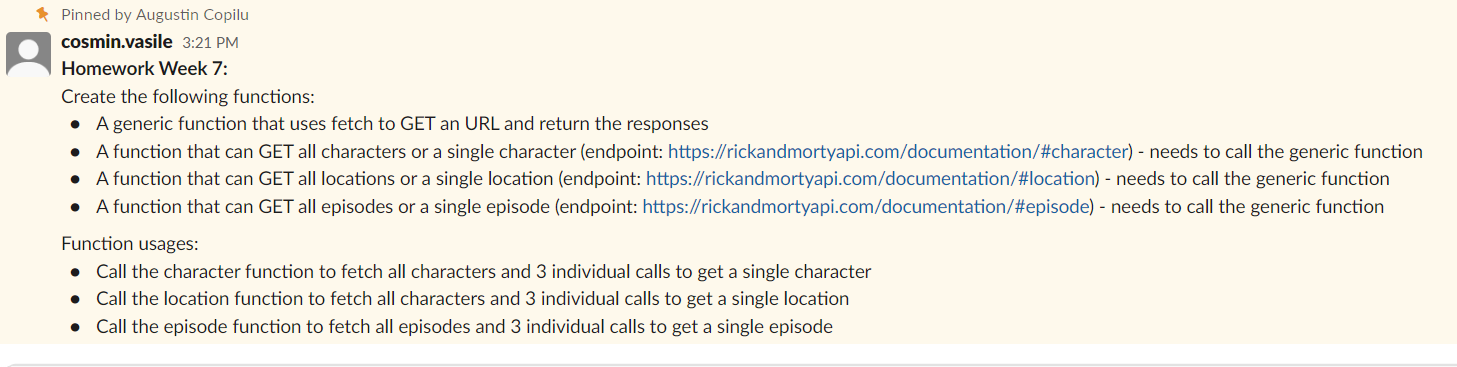 Pinned by Augustin Copilu
cosmin.vasile 3:21 PM
Homework Week 7:
Create the following functions:
● A generic function that uses fetch to GET an URL and return the responses
● A function that can GET all characters or a single character (endpoint: https://rickandmortyapi.com/documentation/#character) - needs to call the generic function
● A function that can GET all locations or a single location (endpoint: https://rickandmortyapi.com/documentation/#location) - needs to call the generic function
● A function that can GET all episodes or a single episode (endpoint: https://rickandmortyapi.com/documentation/#episode) - needs to call the generic function
Function usages:
● Call the character function to fetch all characters and 3 individual calls to get a single character
● Call the location function to fetch all characters and 3 individual calls to get a single location
● Call the episode function to fetch all episodes and 3 individual calls to get a single episode